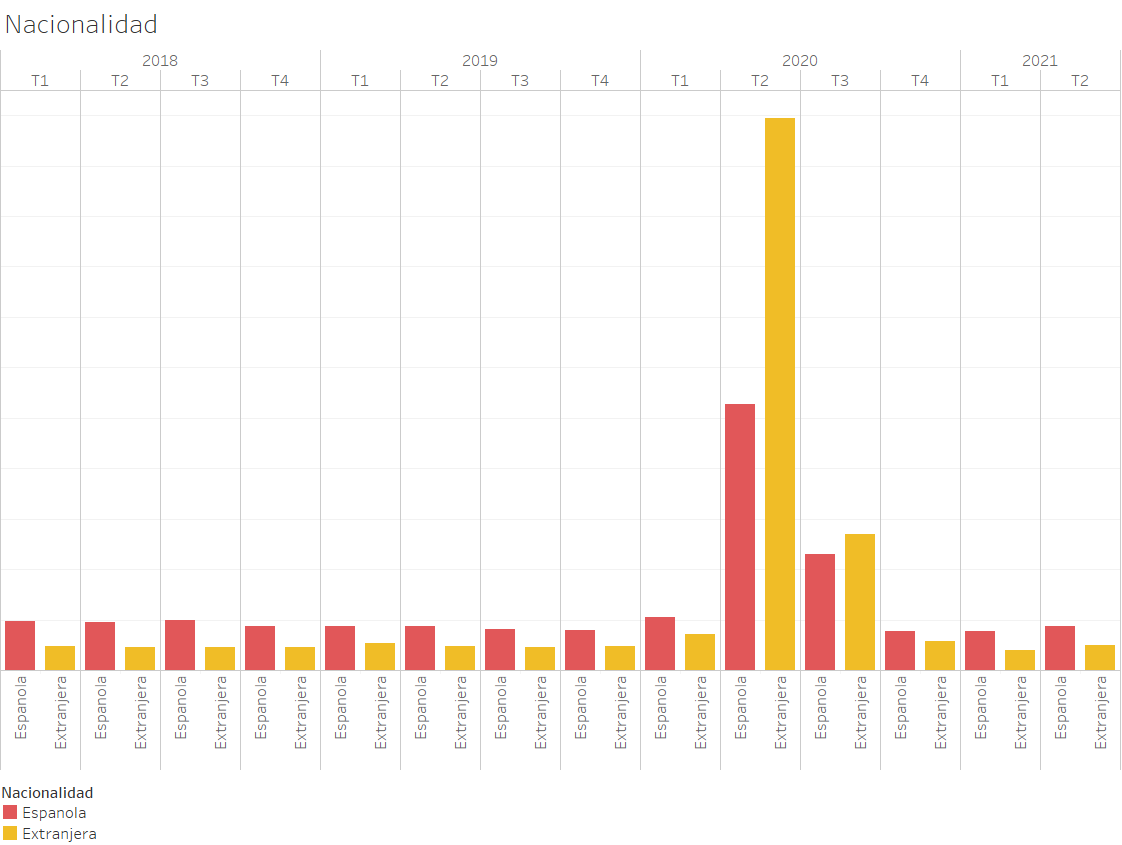 Nacionalidad
2018 2019 2020 2021
T1 T2 T3 T4 T1 T2 T3 T4 T1 T2 T3 T4 T1 T2
Espanola Extranjera Espanola Extranjera Espanola Extranjera Espanola Extranjera Espanola Extranjera Espanola Extranjera Espanola Extranjera Espanola Extranjera Espanola Extranjera Espanola Extranjera Espanola Extranjera Espanola Extranjera Espanola Extranjera Espanola Extranjera
Nacionalidad
Espanola
Extranjera